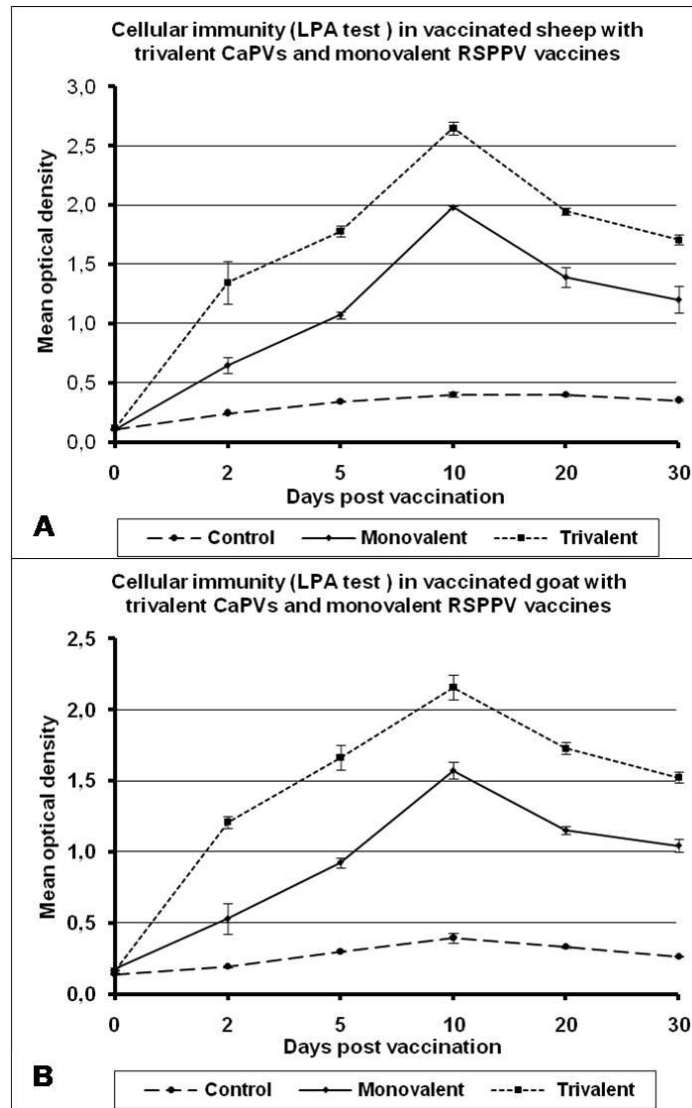 Cellular immunity (LPA test ) in vaccinated sheep with
trivalent CaPVs and monovalent RSPPV vaccines
3,0
2,5
2,0
1,5
1,0
0,5
0,0
Mean optical density
0 2 5 10 20 30
Days post vaccination
A
Control Monovalent Trivalent
Cellular immunity (LPA test ) in vaccinated goat with
trivalent CaPVs and monovalent RSPPV vaccines
2,5
2,0
1,5
1,0
0,5
0,0
Mean optical density
0 2 5 10 20 30
Days post vaccination
B
Control Monovalent Trivalent